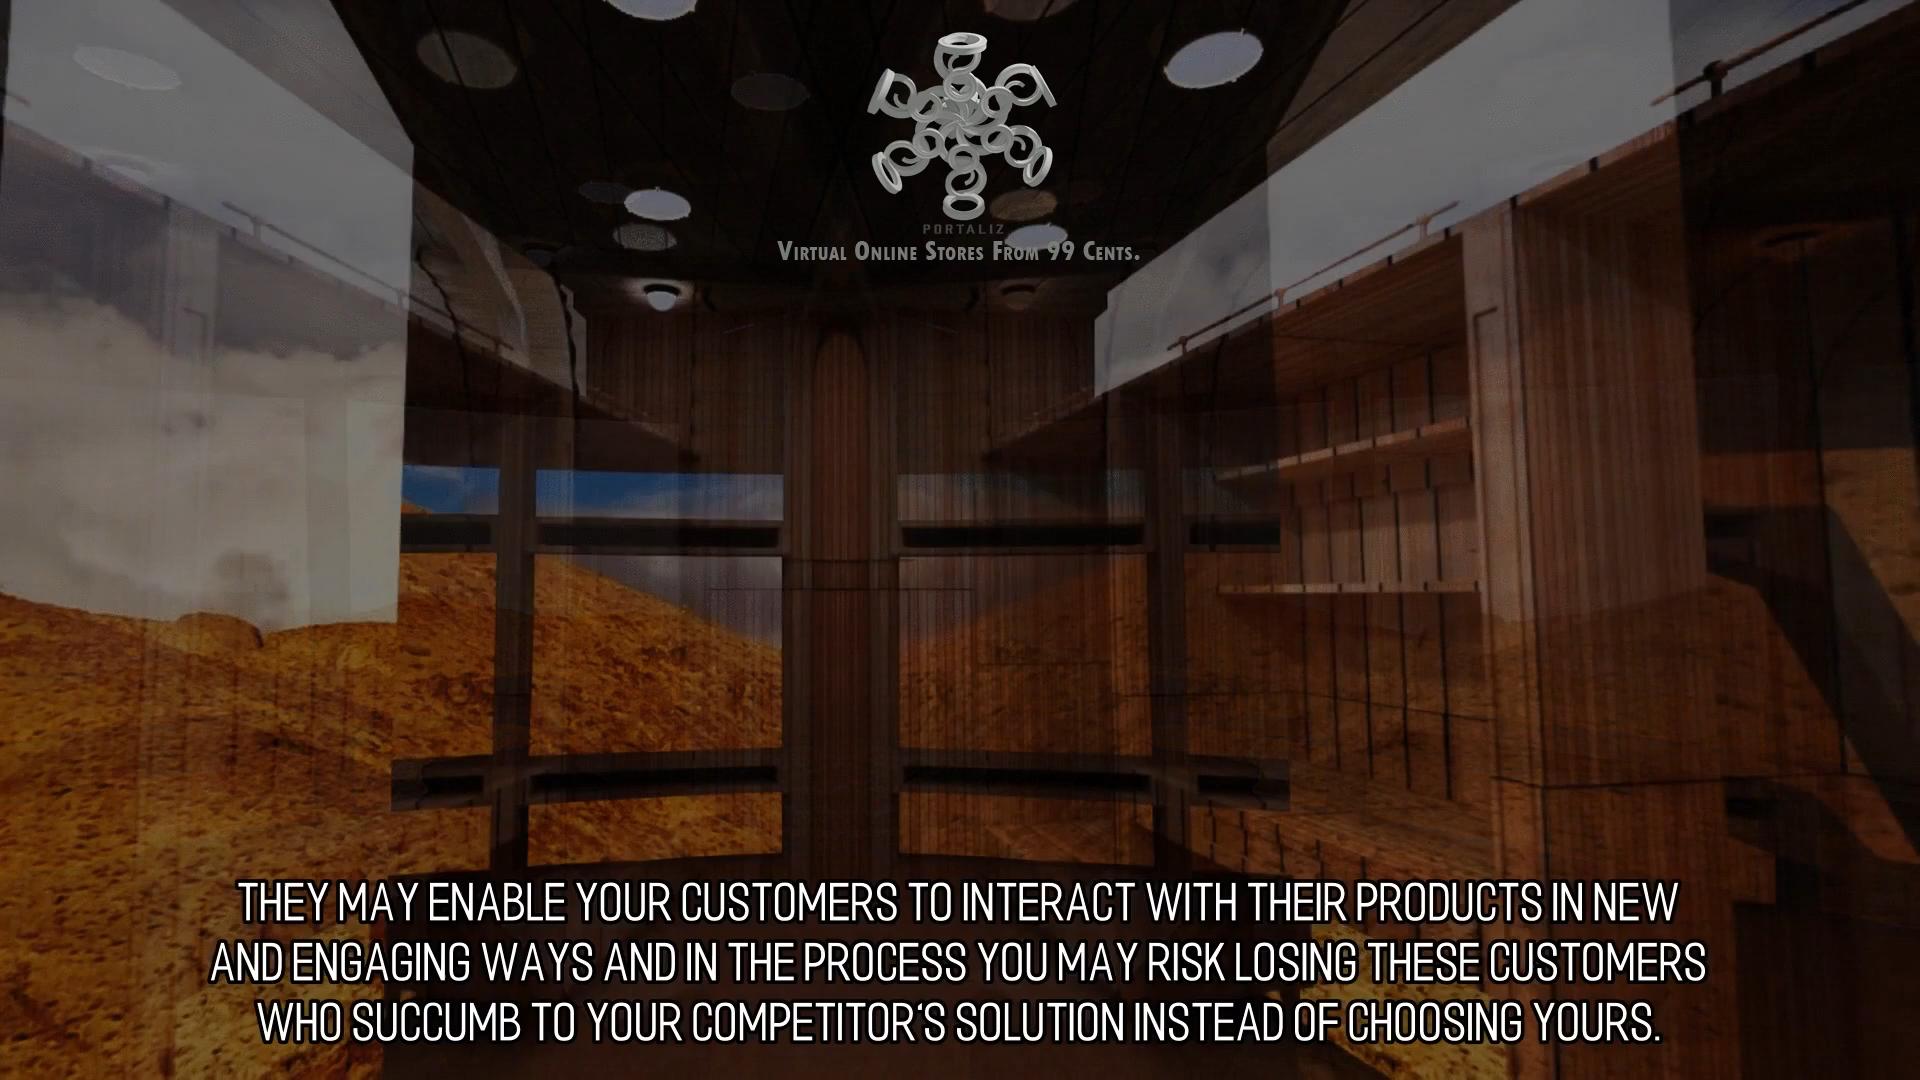 PORTALIZ
Virtual Online Stores From 99 Cents.
THEY MAY ENABLE YOUR CUSTOMERS TO INTERACT WITH THEIR PRODUCTS IN NEW
AND ENGAGING WAYS AND IN THE PROCESS YOU MAY RISK LOSING THESE CUSTOMERS
WHO SUCCUMB TO YOUR COMPETITOR'S SOLUTION INSTEAD OF CHOOSING YOURS.